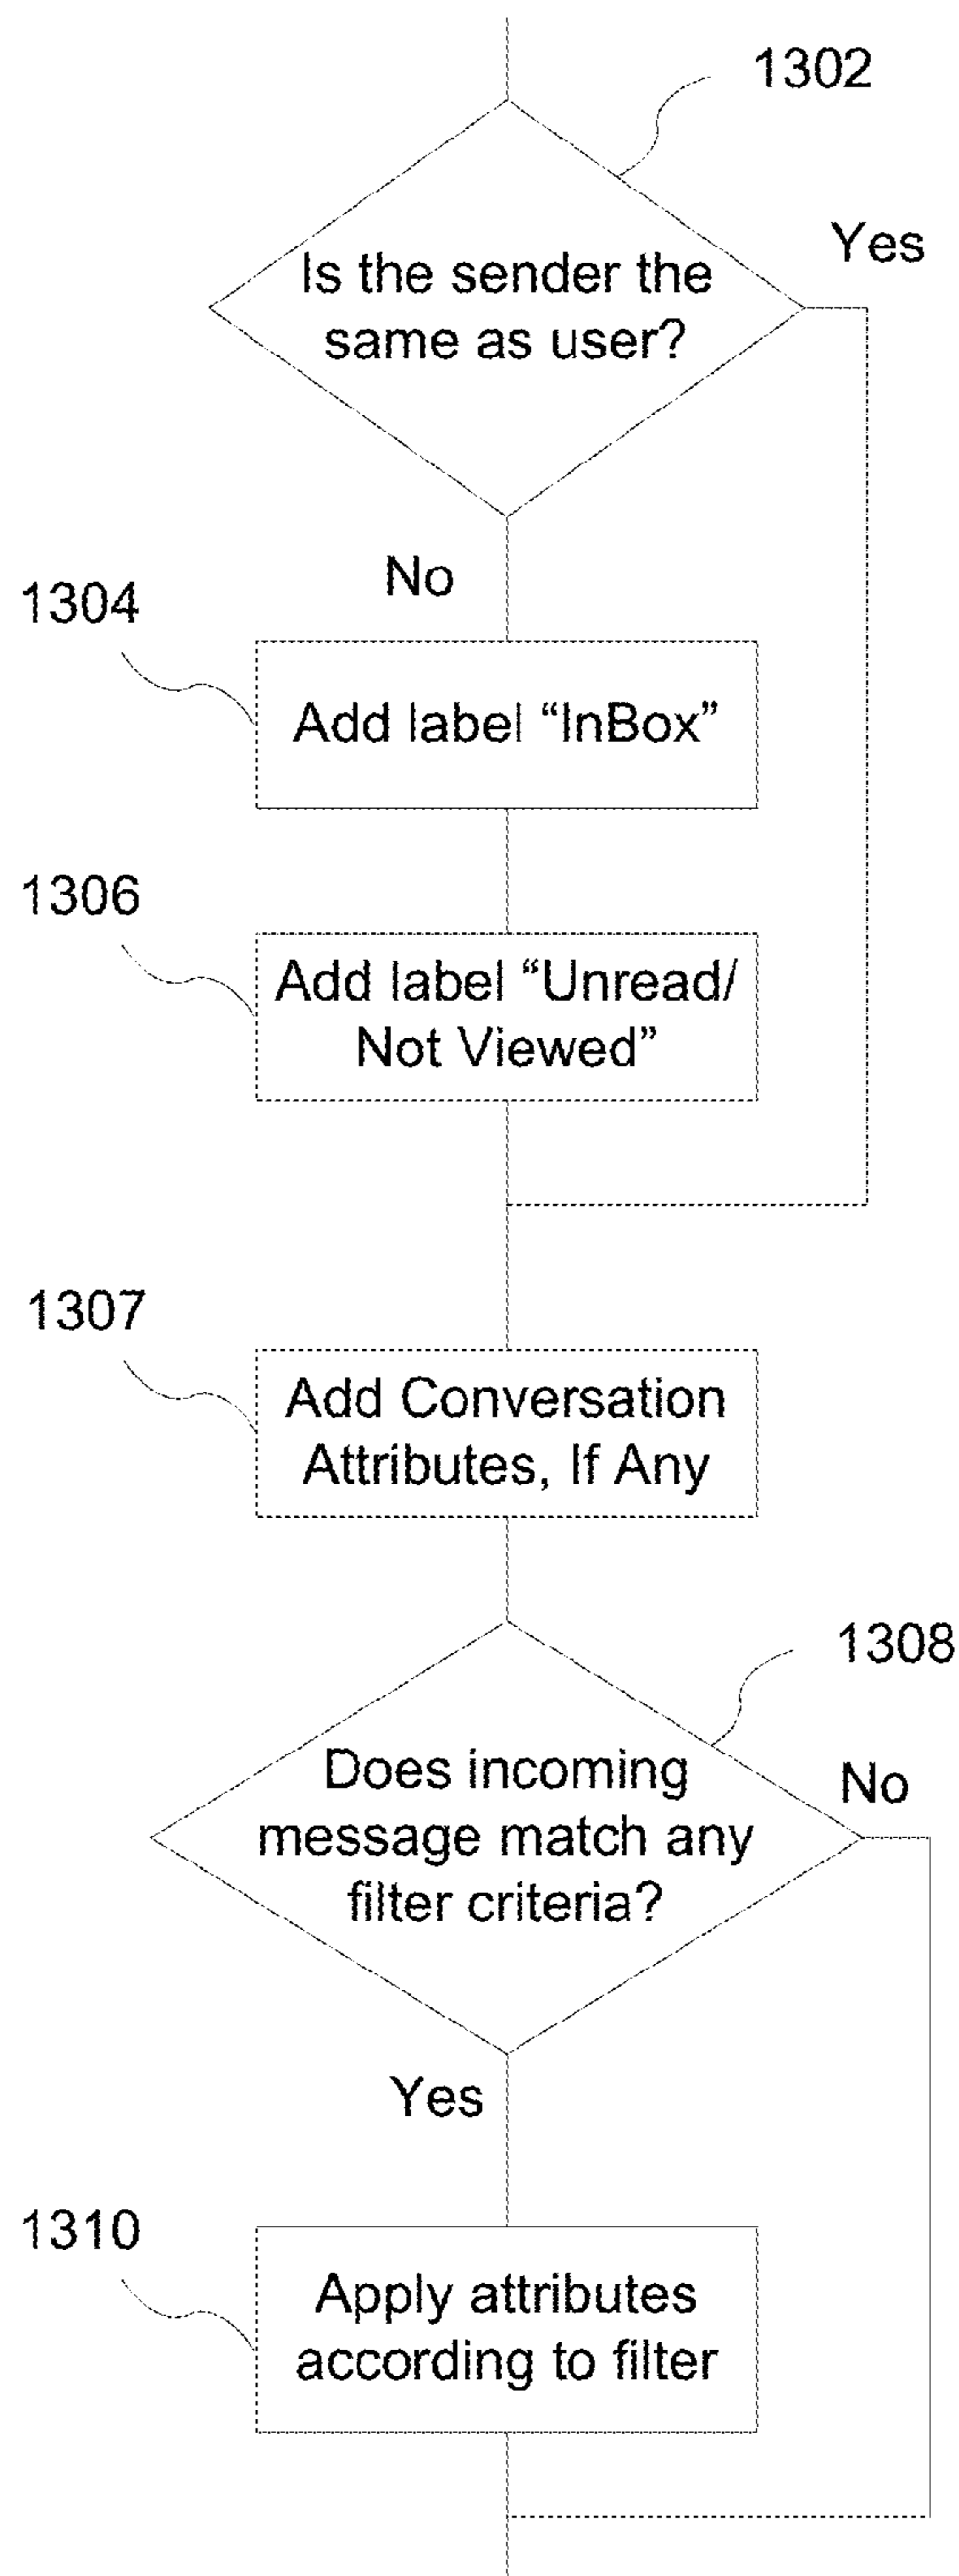 1302
Yes
Is the sender the
same as user?
No
1304
Add label “InBox”
1306
Add label “Unread/
Not Viewed”
1307
Add Conversation
Attributes, If Any
1308
No
Does incoming
message match any
filter criteria?
Yes
1310
Apply attributes
according to filter